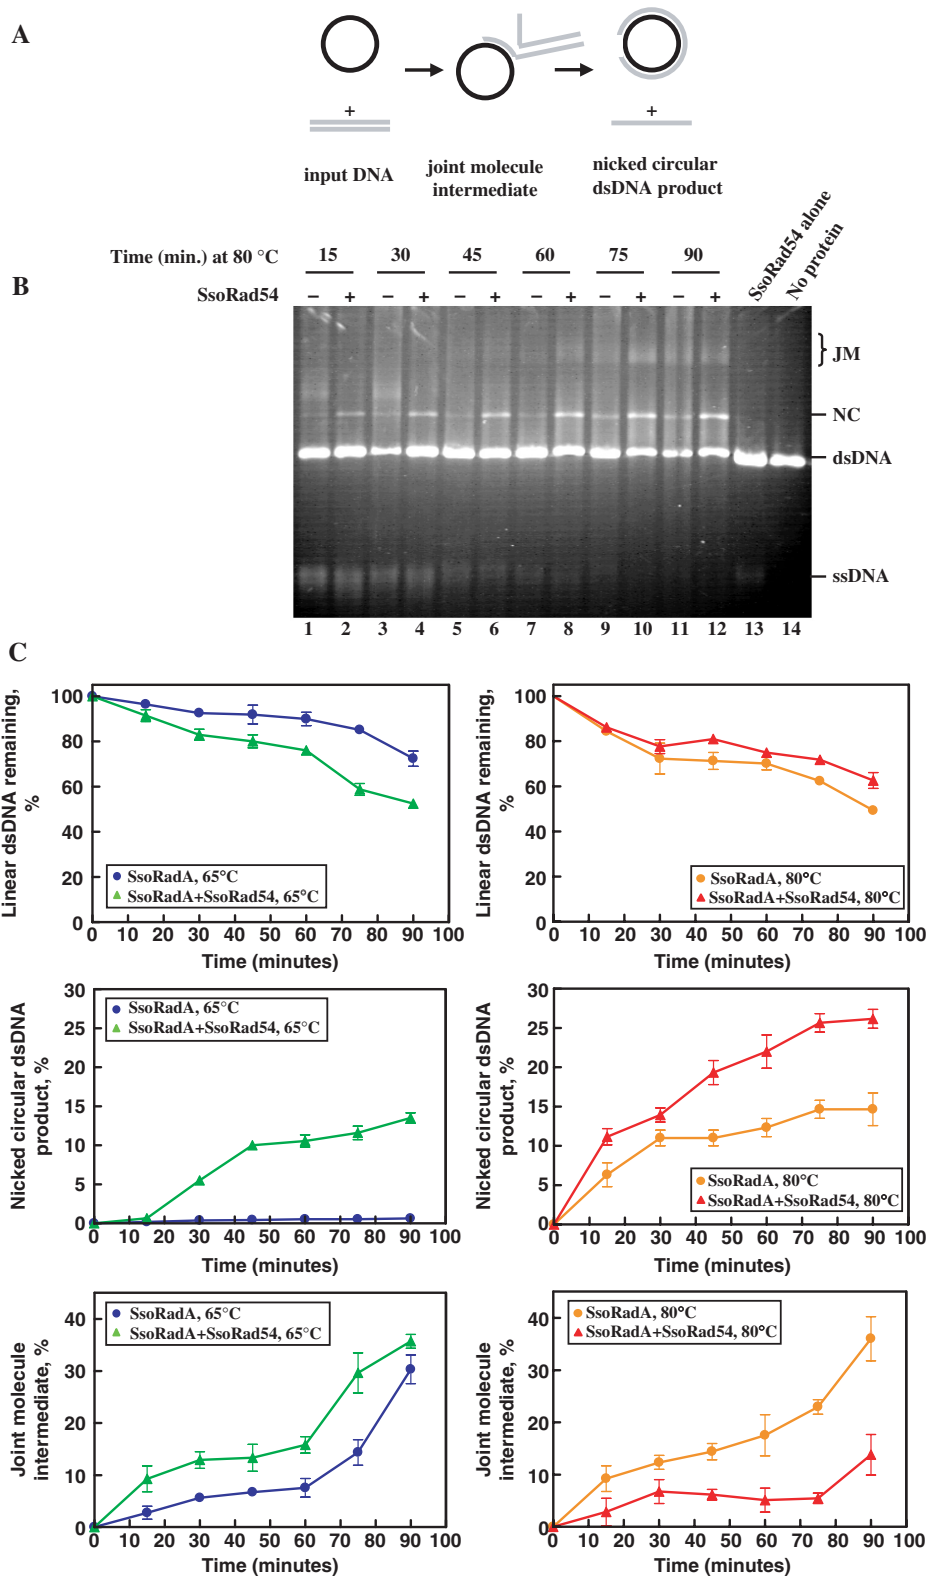 A
+
+
input DNA
joint molecule
intermediate
nicked circular
dsDNA product
Time (min.) at 80 °C
15 30 45 60 75 90
SsoRad54 alone
No protein
B
SsoRad54
– + – + – + – + – + – +
JM
NC
dsDNA
ssDNA
1 2 3 4 5 6 7 8 9 10 11 12 13 14
C
Linear dsDNA remaining,
%
100
80
60
40
20
0
SsoRadA, 65°C
SsoRadA+SsoRad54, 65°C
0 10 20 30 40 50 60 70 80 90 100
Time (minutes)
Linear dsDNA remaining,
%
100
80
60
40
20
0
SsoRadA, 80°C
SsoRadA+SsoRad54, 80°C
0 10 20 30 40 50 60 70 80 90 100
Time (minutes)
Nicked circular dsDNA
product, %
30
25
20
15
10
5
0
SsoRadA, 65°C
SsoRadA+SsoRad54, 65°C
0 10 20 30 40 50 60 70 80 90 100
Time (minutes)
Nicked circular dsDNA
product, %
30
25
20
15
10
5
0
SsoRadA, 80°C
SsoRadA+SsoRad54, 80°C
0 10 20 30 40 50 60 70 80 90 100
Time (minutes)
Joint molecule
intermediate, %
40
30
20
10
0
SsoRadA, 65°C
SsoRadA+SsoRad54, 65°C
0 10 20 30 40 50 60 70 80 90 100
Time (minutes)
Joint molecule
intermediate, %
40
30
20
10
0
SsoRadA, 80°C
SsoRadA+SsoRad54, 80°C
0 10 20 30 40 50 60 70 80 90 100
Time (minutes)